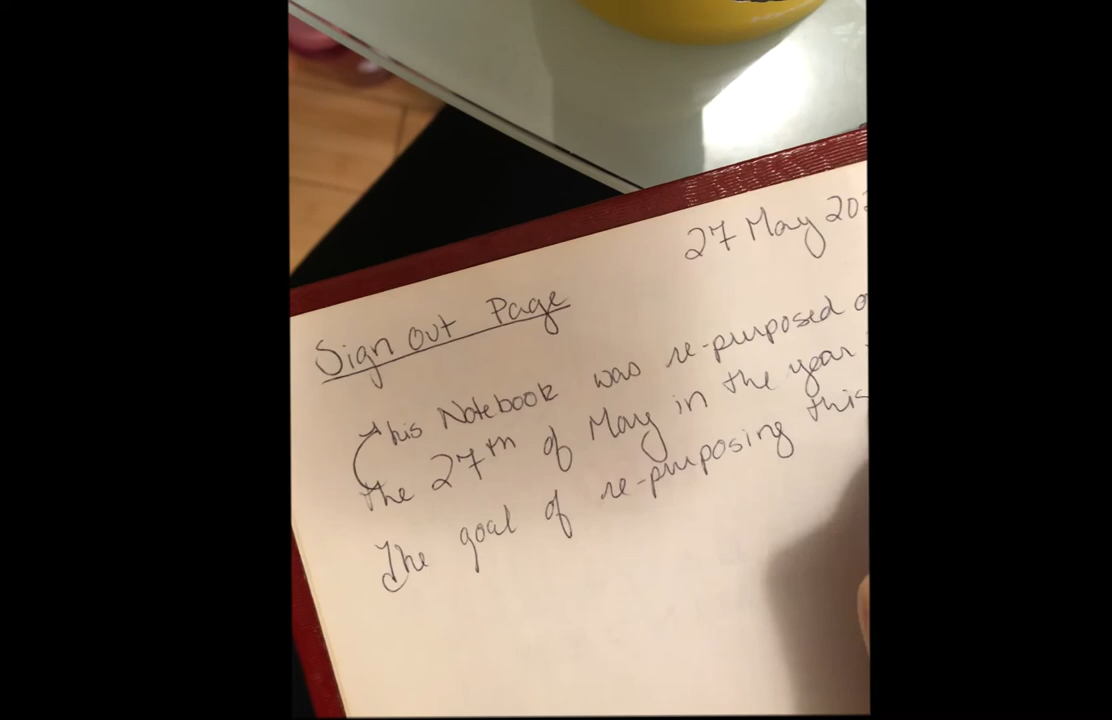 27 May 202
Sign Out Page
This Notebook was re-purposed
the 27th of May in the year
The goal of re-purposing this